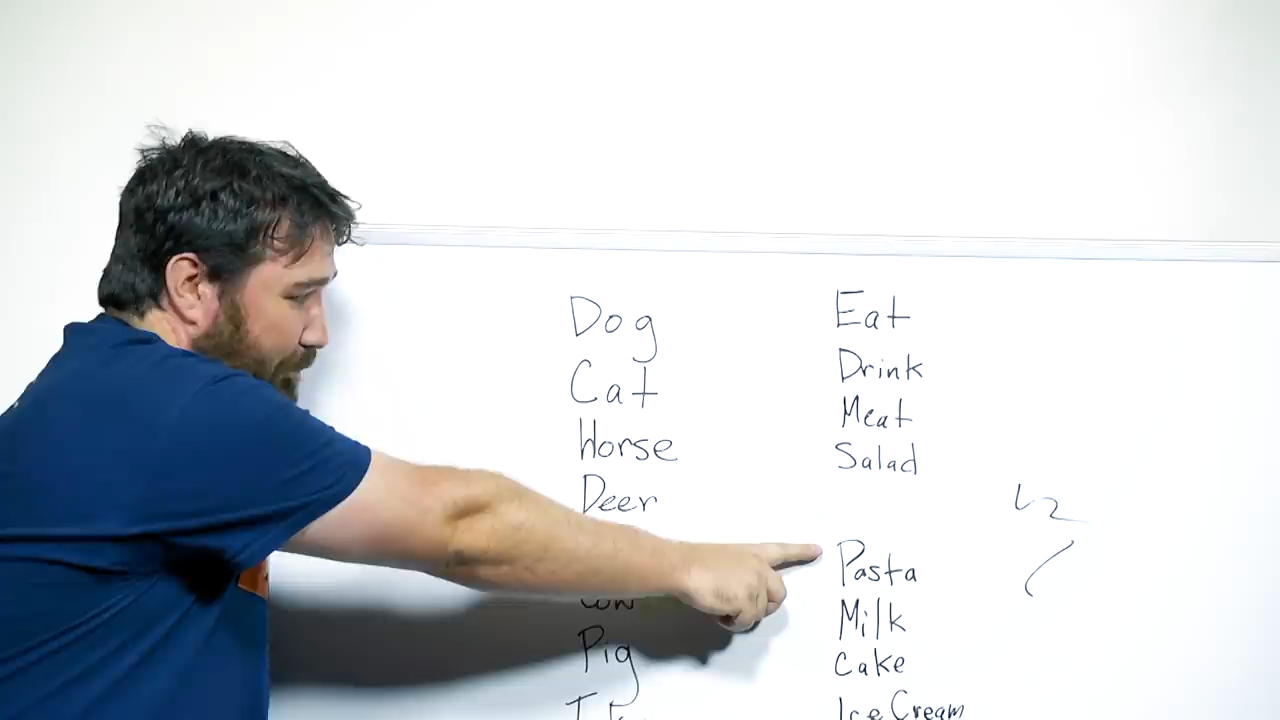 Dog
Cat
Horse
Deer
Cow
Pig
Eat
Drink
Meat
Salad
Pasta
Milk
Cake
Ice Cream